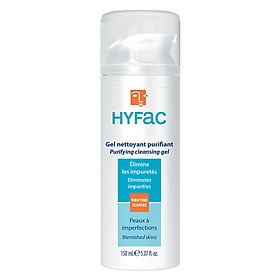 HYFAC
Gel nettoyant purifiant
Purifying cleansing gel
Élimine
les impuretés
Eliminates
impurities
Peaux à
imperfections
Blemished skins
150 ml ℮ 5.07 fl. oz.